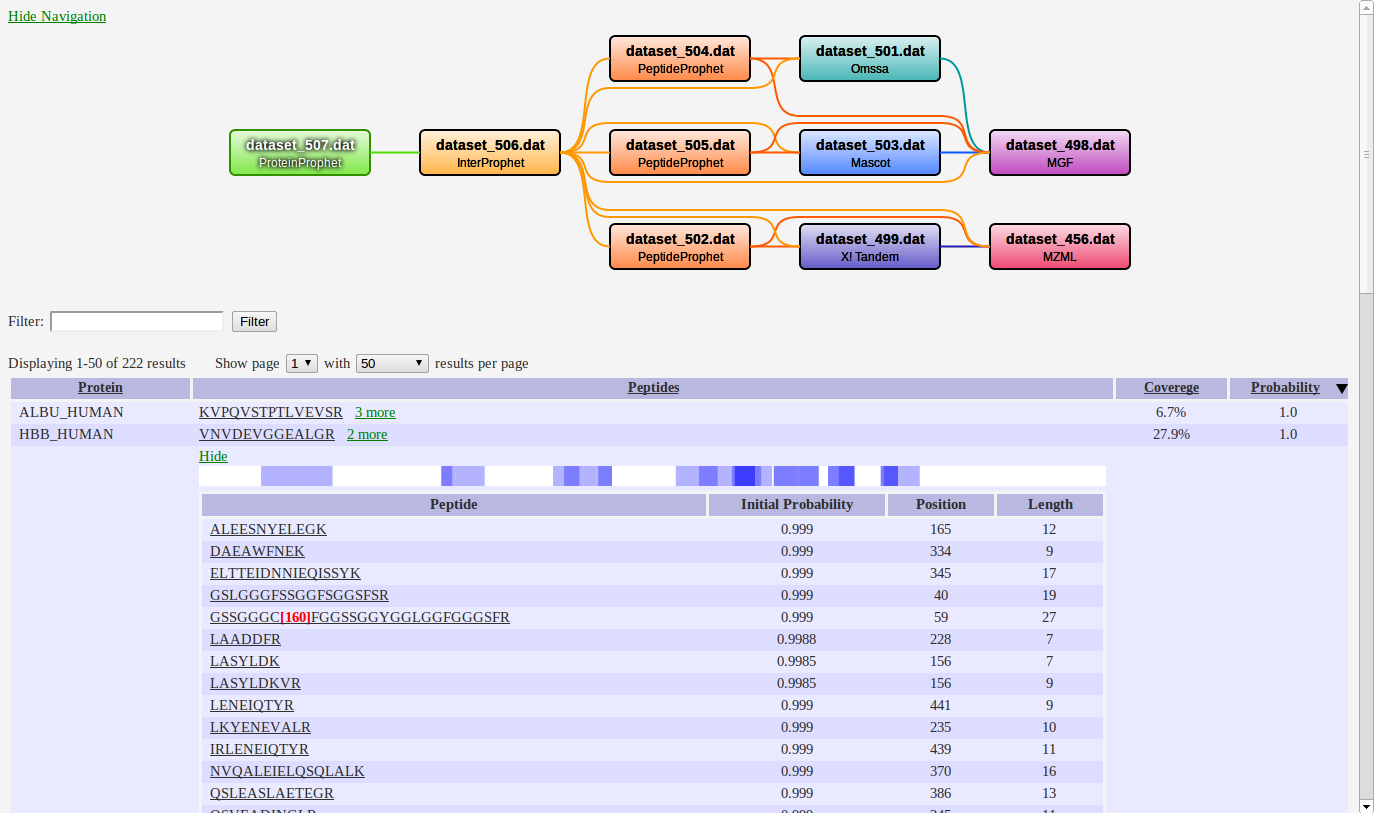 Hide Navigation
dataset_504.dat
PeptideProphet
dataset_501.dat
Omssa
dataset_507.dat
ProteinProphet
dataset_506.dat
InterProphet
dataset_505.dat
PeptideProphet
dataset_503.dat
Mascot
dataset_498.dat
MGF
dataset_502.dat
PeptideProphet
dataset_499.dat
X! Tandem
dataset_456.dat
MZML
Filter: Filter
Displaying 1-50 of 222 results Show page 1 with 50 results per page
Protein Peptides Coverege Probability
ALBU_HUMAN KVPQVSTPTLVEVSR 3 more 6.7% 1.0
HBB_HUMAN VNVDEVGGEALGR 2 more 27.9% 1.0
Hide
Peptide Initial Probability Position Length
ALEESNYELEGK 0.999 165 12
DAEAWFNEK 0.999 334 9
ELTTEIDNNIEQISSYK 0.999 345 17
GSLGGGFSSGGFSGGSFSR 0.999 40 19
GSSGGGC[160]FGGSSGGYGGLGGFGGGSFR 0.999 59 27
LAADDFR 0.9988 228 7
LASYLDK 0.9985 156 7
LASYLDKVR 0.9985 156 9
LENEIQTYR 0.999 441 9
LKYENEVALR 0.999 235 10
IRLENEIQTYR 0.999 439 11
NVQALEIELQSQLALK 0.999 370 16
QSLEASLAETEGR 0.999 386 13